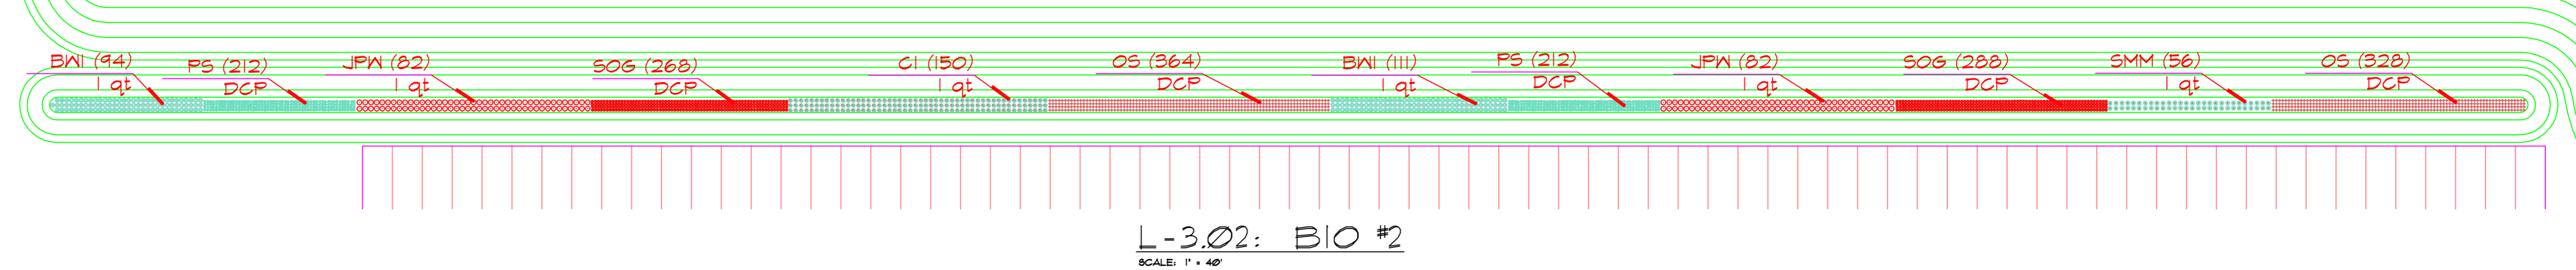 BWI (94)
1 qt
PS (212)
DCP
JPW (82)
1 qt
SOG (268)
DCP
CI (150)
1 qt
OS (364)
DCP
BWI (111)
1 qt
PS (212)
DCP
JPW (82)
1 qt
SOG (288)
DCP
SMM (56)
1 qt
OS (328)
DCP
L-3.02: BIO #2
SCALE: 1" = 40'